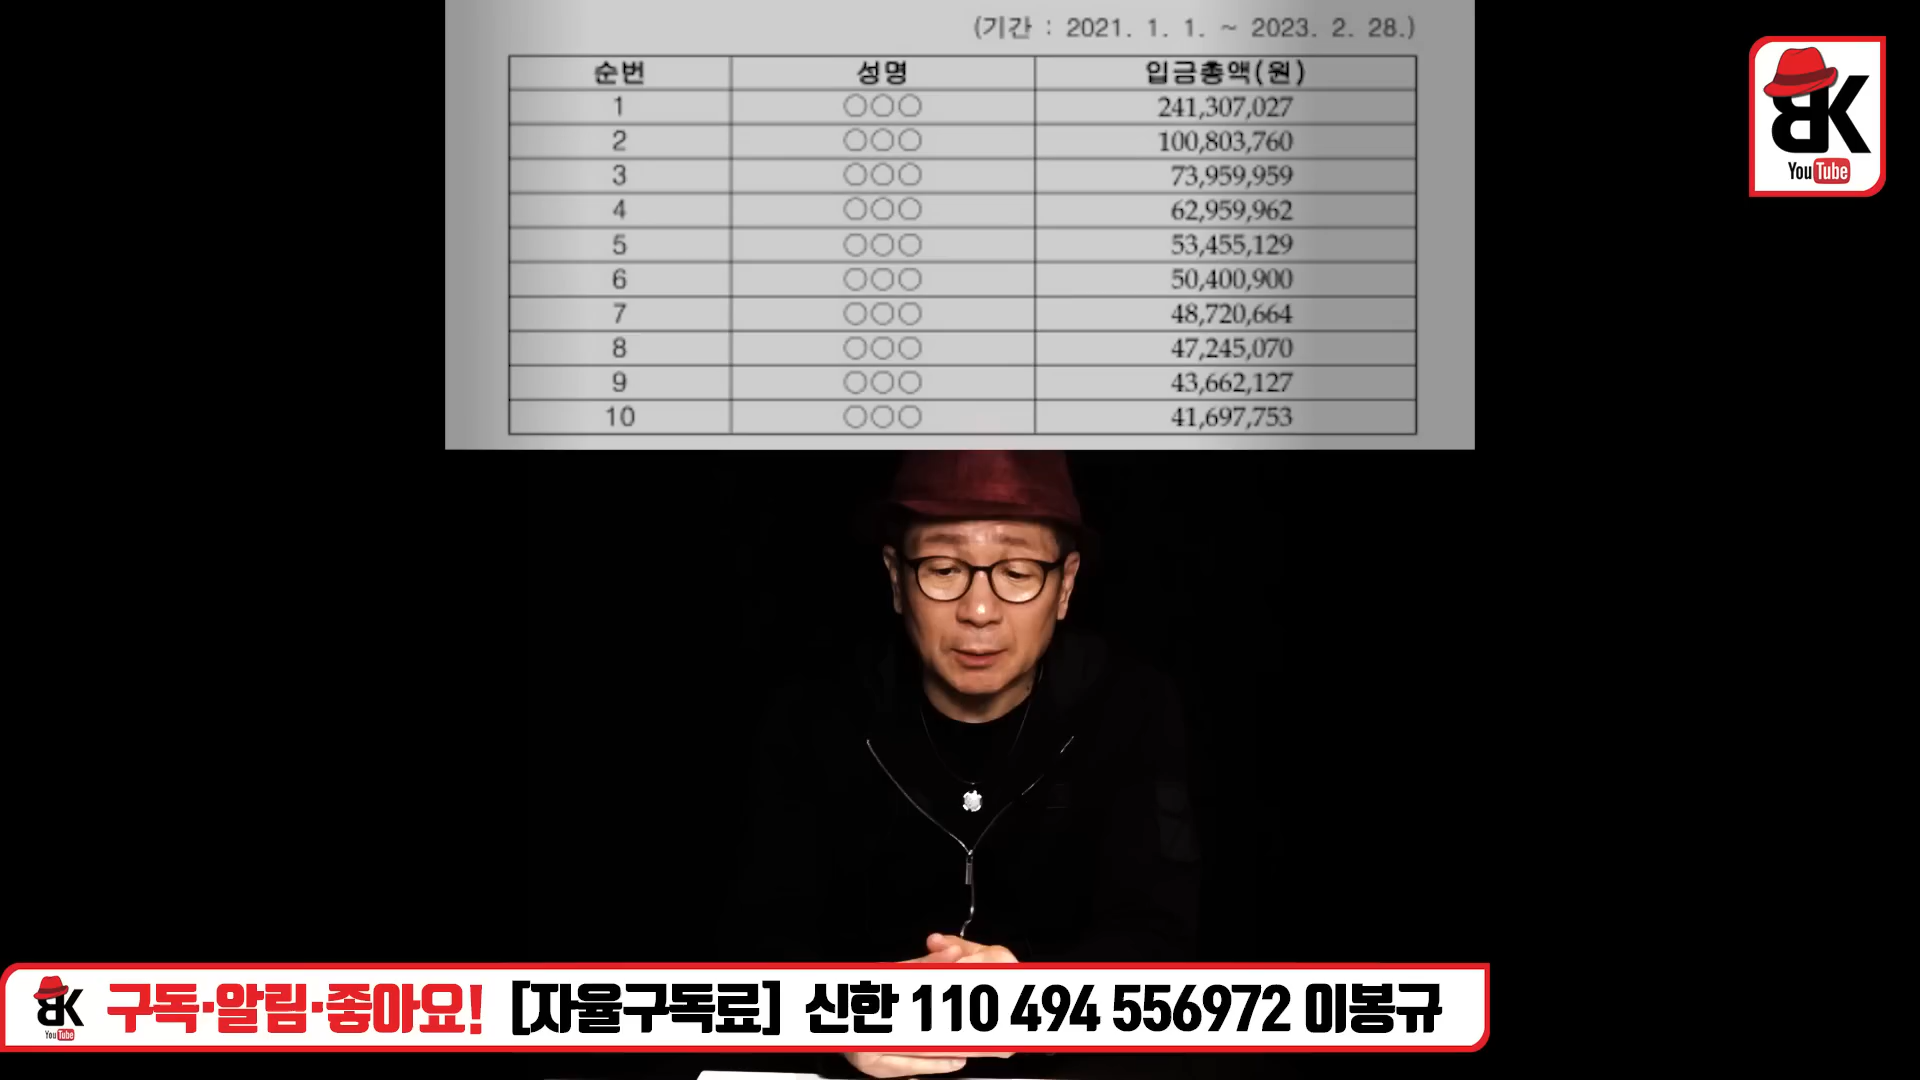 (기간 : 2021. 1. 1. ~ 2023. 2. 28.)
순번 성명 입금총액(원)
1 ○○○ 241,307,027
2 ○○○ 100,803,760
3 ○○○ 73,959,959
4 ○○○ 62,959,962
5 ○○○ 53,455,129
6 ○○○ 50,400,900
7 ○○○ 48,720,664
8 ○○○ 47,245,070
9 ○○○ 43,662,127
10 ○○○ 41,697,753
BK
YouTube
BK
YouTube
구독·알림·좋아요! [자율구독료] 신한 110 494 556972 이봉규